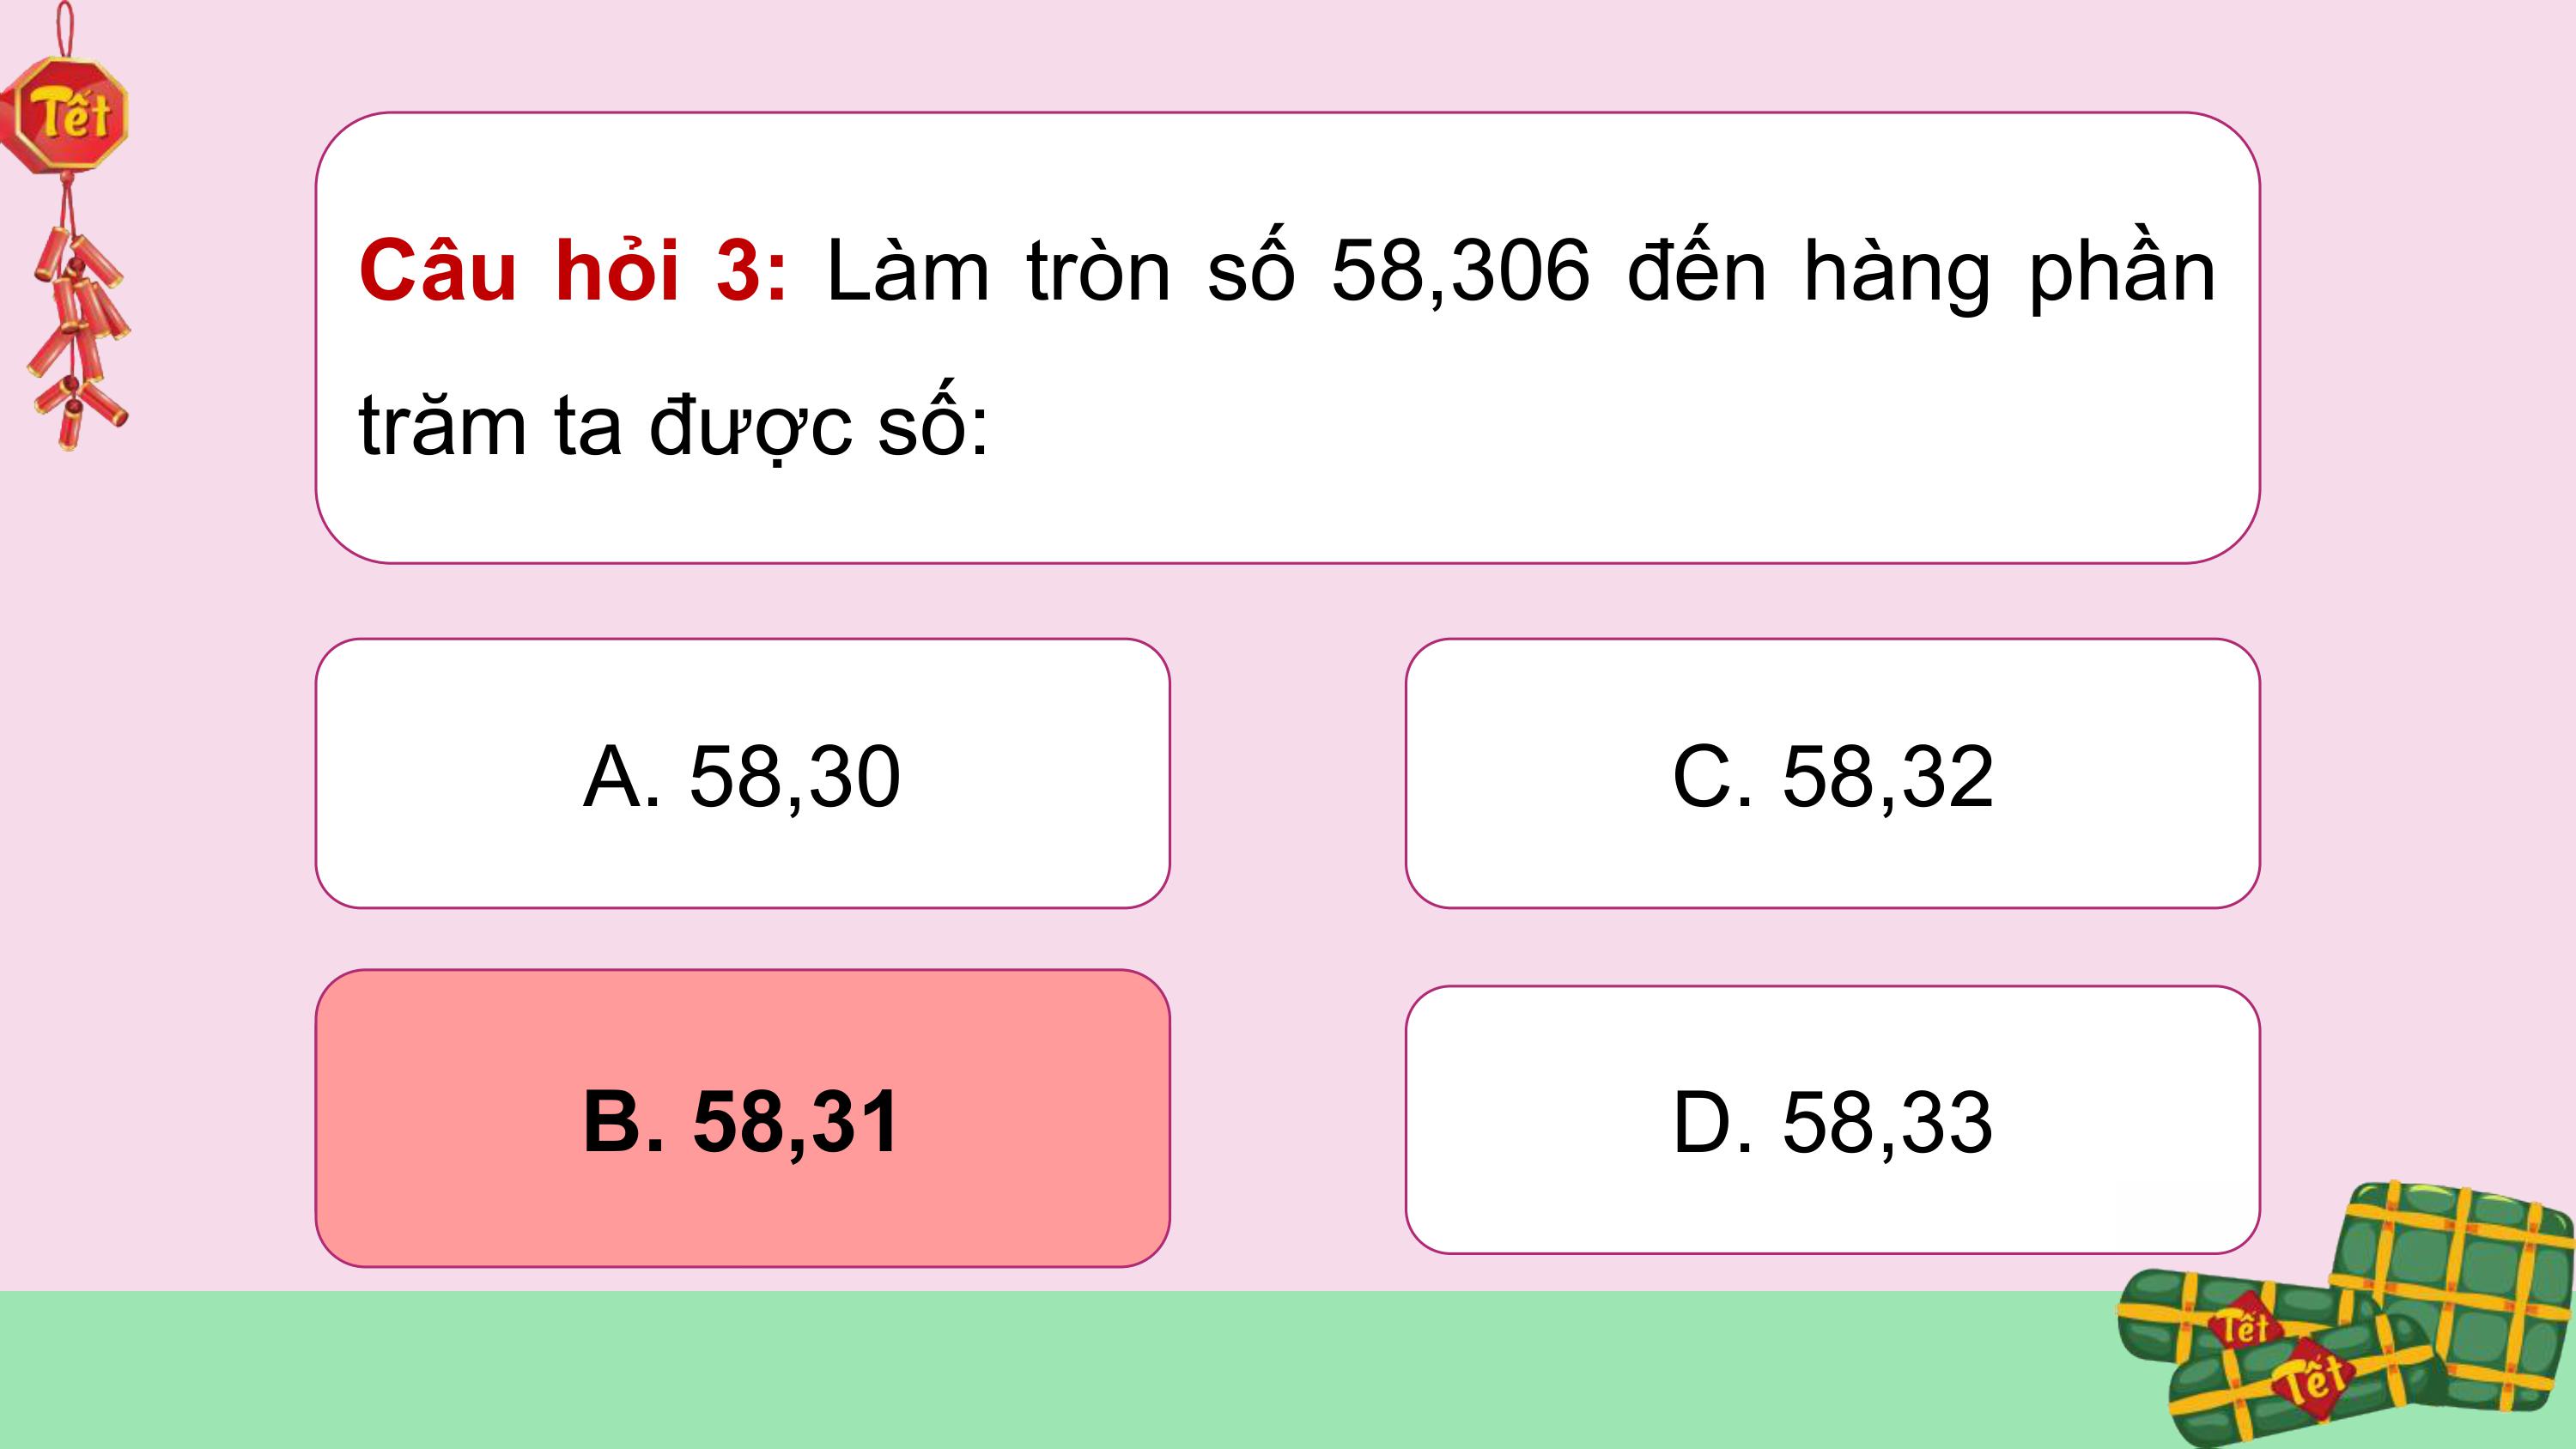 Tết
Câu hỏi 3: Làm tròn số 58,306 đến hàng phần
trăm ta được số:
A. 58,30
C. 58,32
B. 58,31
D. 58,33
Tết
Tết